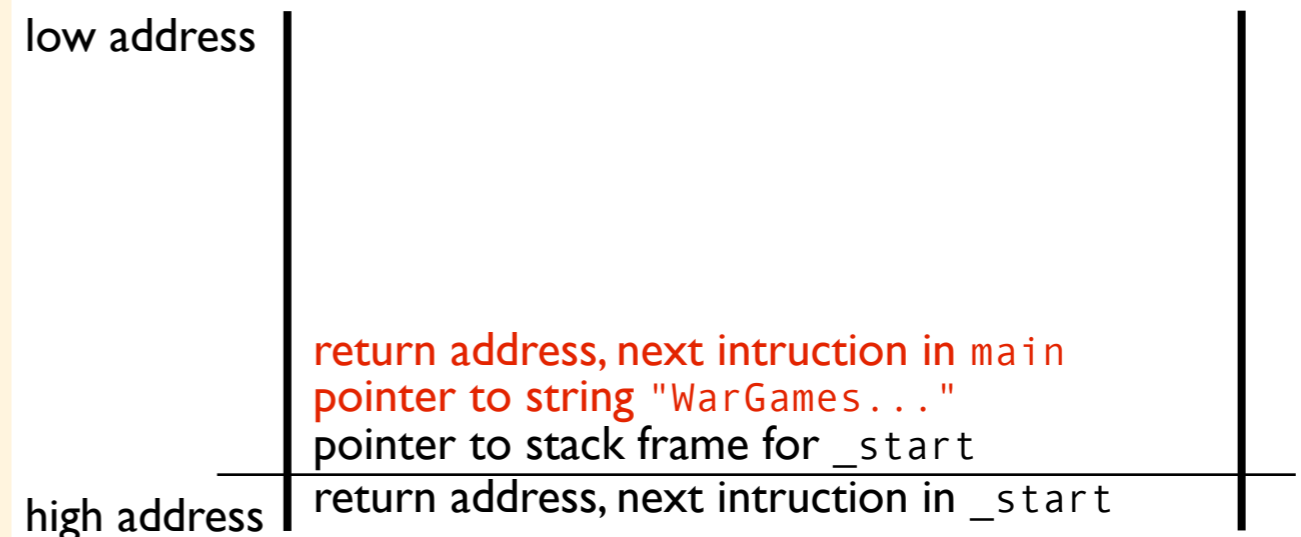 low address
return address, next intruction in main
pointer to string "WarGames..."
pointer to stack frame for _start
return address, next intruction in _start
high address